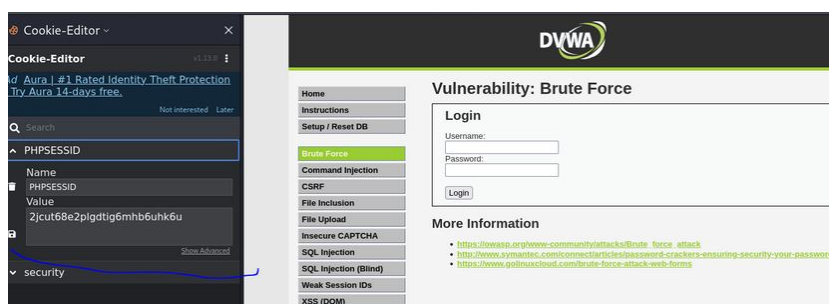 Cookie-Editor
Cookie-Editor v1.13.0
Ad Aura | #1 Rated Identity Theft Protection
Try Aura 14-days free.
Not interested Later
Search
PHPSESSID
Name
PHPSESSID
Value
2jcut68e2plgdtig6mhb6uhk6u
Show Advanced
security
DVWA
Home
Instructions
Setup / Reset DB
Brute Force
Command Injection
CSRF
File Inclusion
File Upload
Insecure CAPTCHA
SQL Injection
SQL Injection (Blind)
Weak Session IDs
XSS (DOM)
Vulnerability: Brute Force
Login
Username:
Password:
Login
More Information
https://owasp.org/www-community/attacks/Brute_force_attack
http://www.symantec.com/connect/articles/password-crackers-ensuring-security-your-password
https://www.golinuxcloud.com/brute-force-attack-web-forms